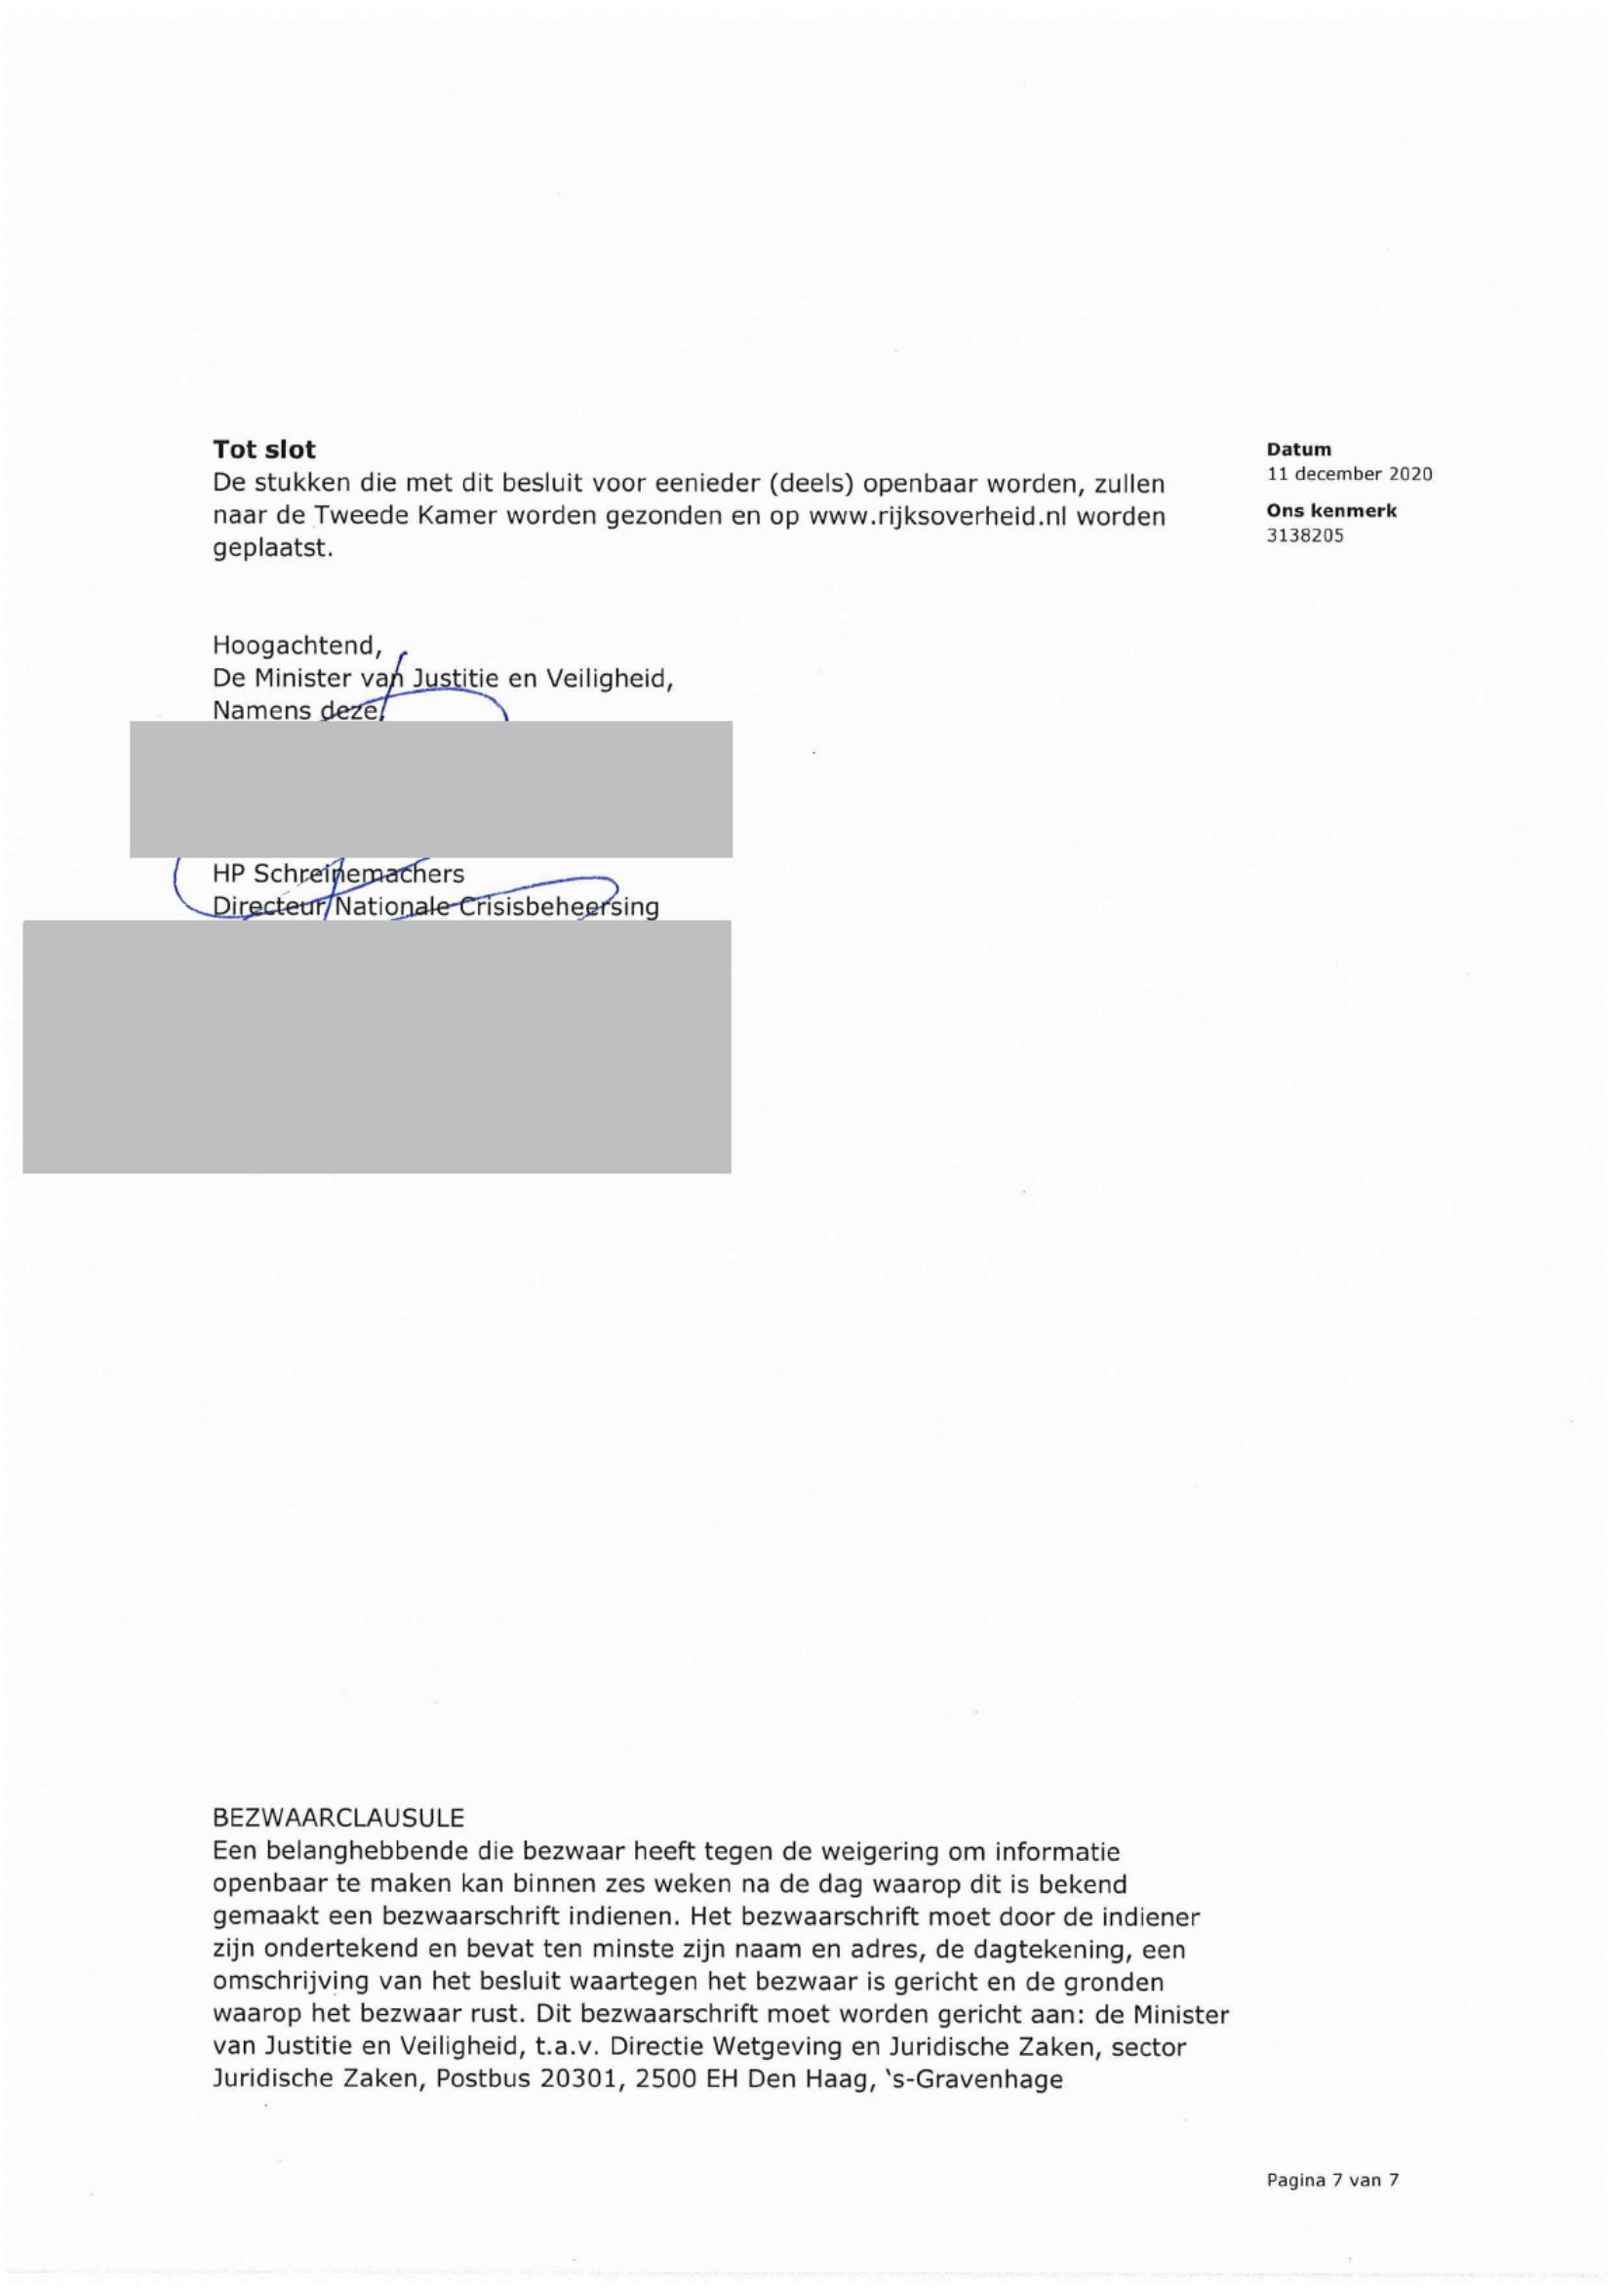 Tot slot
De stukken die met dit besluit voor eenieder (deels) openbaar worden, zullen
naar de Tweede Kamer worden gezonden en op www.rijksoverheid.nl worden
geplaatst.
Datum
11 december 2020
Ons kenmerk
3138205
Hoogachtend,
De Minister van Justitie en Veiligheid,
Namens deze,
HP Schreinemachers
Directeur Nationale Crisisbeheersing
BEZWAARCLAUSULE
Een belanghebbende die bezwaar heeft tegen de weigering om informatie
openbaar te maken kan binnen zes weken na de dag waarop dit is bekend
gemaakt een bezwaarschrift indienen. Het bezwaarschrift moet door de indiener
zijn ondertekend en bevat ten minste zijn naam en adres, de dagtekening, een
omschrijving van het besluit waartegen het bezwaar is gericht en de gronden
waarop het bezwaar rust. Dit bezwaarschrift moet worden gericht aan: de Minister
van Justitie en Veiligheid, t.a.v. Directie Wetgeving en Juridische Zaken, sector
Juridische Zaken, Postbus 20301, 2500 EH Den Haag, 's-Gravenhage
Pagina 7 van 7